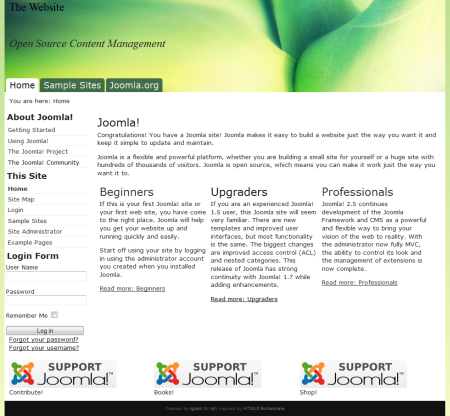 The Website
Open Source Content Management
Home
Sample Sites
Joomla.org
You are here: Home
About Joomla!
Getting Started
Using Joomla!
The Joomla! Project
The Joomla! Community
This Site
Home
Site Map
Login
Sample Sites
Site Administrator
Example Pages
Login Form
User Name
Password
Remember Me
Log in
Forgot your password?
Forgot your username?
Joomla!
Congratulations! You have a Joomla site! Joomla makes it easy to build a website just the way you want it and
keep it simple to update and maintain.
Joomla is a flexible and powerful platform, whether you are building a small site for yourself or a huge site with
hundreds of thousands of visitors. Joomla is open source, which means you can make it work just the way you
want it to.
Beginners
If this is your first Joomla! site or
your first web site, you have come
to the right place. Joomla will help
you get your website up and
running quickly and easily.
Start off using your site by logging
in using the administrator account
you created when you installed
Joomla.
Read more: Beginners
Upgraders
If you are an experienced Joomla!
1.5 user, this Joomla site will seem
very familiar. There are new
templates and improved user
interfaces, but most functionality
is the same. The biggest changes
are improved access control (ACL)
and nested categories. This
release of Joomla has strong
continuity with Joomla! 1.7 while
adding enhancements.
Read more: Upgraders
Professionals
Joomla! 2.5 continues
development of the Joomla
Framework and CMS as a powerful
and flexible way to bring your
vision of the web to reality. With
the administrator now fully MVC,
the ability to control its look and
the management of extensions is
now complete.
Read more: Professionals
SUPPORT
Joomla!™
Contribute!
SUPPORT
Joomla!™
Books!
SUPPORT
Joomla!™
Shop!